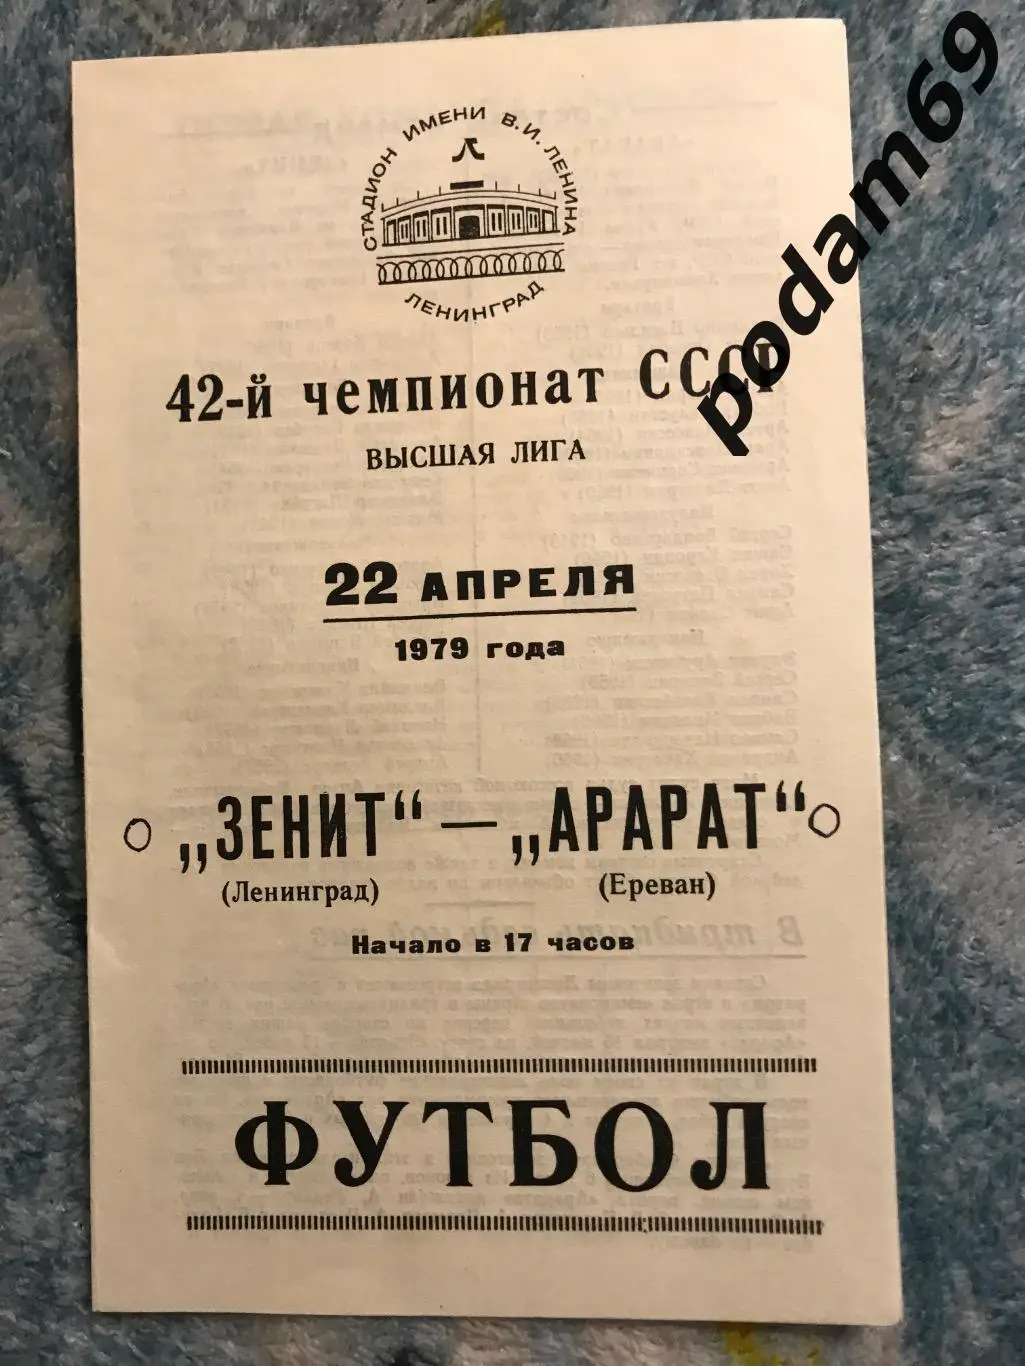 СТАДИОН ИМЕНИ В.И. ЛЕНИНА
Л
ЛЕНИНГРАД
42-й чемпионат СССР
ВЫСШАЯ ЛИГА
22 АПРЕЛЯ
1979 года
О „ЗЕНИТ“ — „АРАРАТ“ О
(Ленинград) (Ереван)
Начало в 17 часов
ФУТБОЛ
podam69